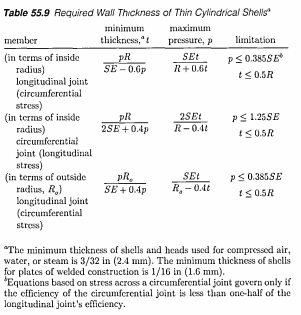 Table 55.9 Required Wall Thickness of Thin Cylindrical Shellsᵃ
minimum maximum
member thickness,ᵃ t pressure, p limitation
(in terms of inside radius) longitudinal joint (circumferential stress) pR / (SE − 0.6p) SEt / (R + 0.6t) p ≤ 0.385SEᵇ t ≤ 0.5R
(in terms of inside radius) circumferential joint (longitudinal stress) pR / (2SE + 0.4p) 2SEt / (R − 0.4t) p ≤ 1.25SE t ≤ 0.5R
(in terms of outside radius, Rₒ) longitudinal joint (circumferential stress) pRₒ / (SE + 0.4p) SEt / (Rₒ − 0.4t) p ≤ 0.385SE t ≤ 0.5R
ᵃThe minimum thickness of shells and heads used for compressed air,
water, or steam is 3/32 in (2.4 mm). The minimum thickness of shells
for plates of welded construction is 1/16 in (1.6 mm).
ᵇEquations based on stress across a circumferential joint govern only if
the efficiency of the circumferential joint is less than one-half of the
longitudinal joint's efficiency.